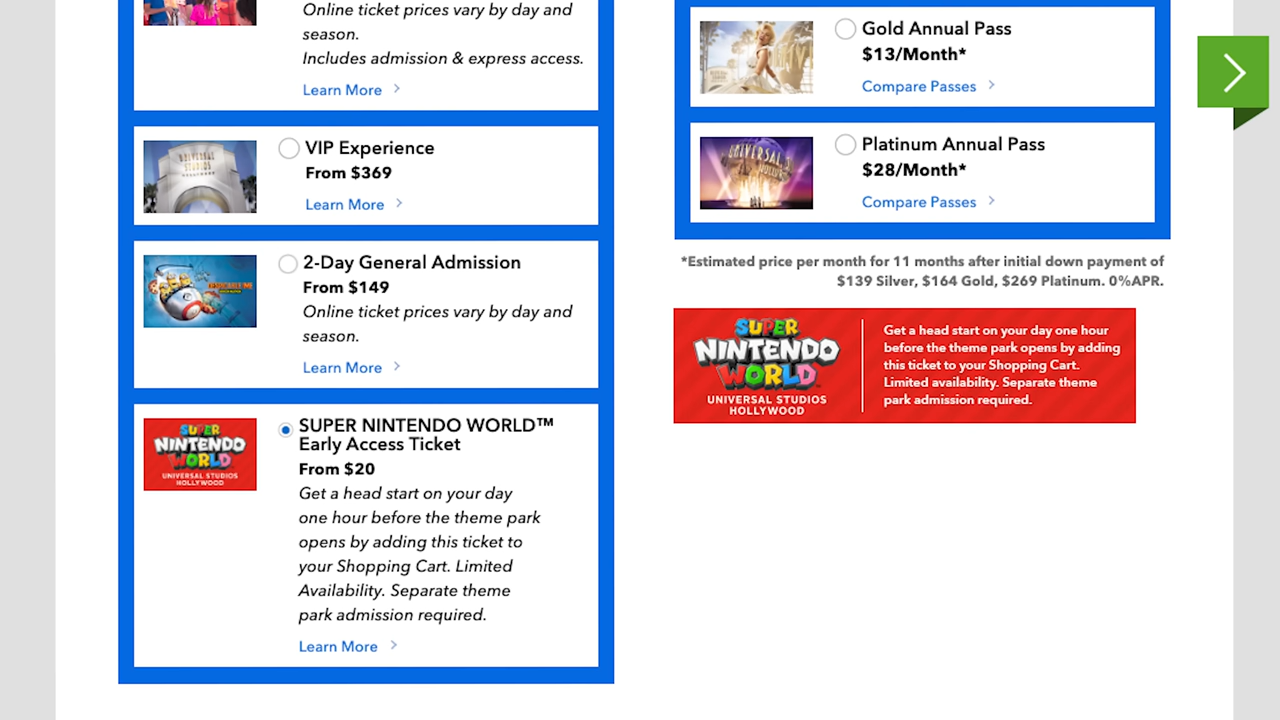 Online ticket prices vary by day and
season.
Includes admission & express access.
Learn More
VIP Experience
From $369
Learn More
2-Day General Admission
From $149
Online ticket prices vary by day and
season.
Learn More
SUPER NINTENDO WORLD™
Early Access Ticket
From $20
Get a head start on your day
one hour before the theme park
opens by adding this ticket to
your Shopping Cart. Limited
Availability. Separate theme
park admission required.
Learn More
SUPER
NINTENDO
WORLD
UNIVERSAL STUDIOS
HOLLYWOOD
Gold Annual Pass
$13/Month*
Compare Passes
Platinum Annual Pass
$28/Month*
Compare Passes
*Estimated price per month for 11 months after initial down payment of
$139 Silver, $164 Gold, $269 Platinum. 0%APR.
SUPER
NINTENDO
WORLD™
UNIVERSAL STUDIOS
HOLLYWOOD
Get a head start on your day one hour
before the theme park opens by adding
this ticket to your Shopping Cart.
Limited availability. Separate theme
park admission required.